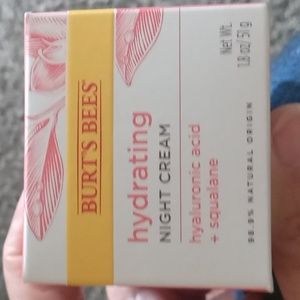 BURT'S BEES®
hydrating
NIGHT CREAM
hyaluronic acid
+ squalane
98.9% NATURAL ORIGIN
Net Wt.
1.8 oz/51 g